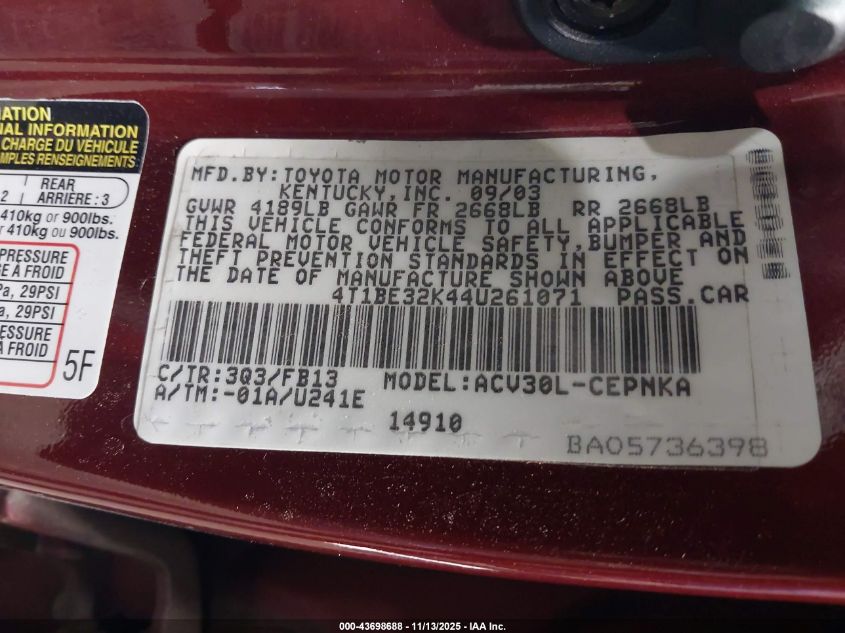 ATION
NAL INFORMATION
CHARGE DU VÉHICULE
MPLES RENSEIGNEMENTS
2 REAR
ARRIERE : 3
410kg or 900lbs.
r 410kg ou 900lbs.
PRESSURE
E A FROID
Pa, 29PSI
a, 29PSI
ESSURE
A FROID
5F
MFD.BY:TOYOTA MOTOR MANUFACTURING,
KENTUCKY,INC. 09/03
GVWR 4189LB GAWR FR 2668LB RR 2668LB
THIS VEHICLE CONFORMS TO ALL APPLICABLE
FEDERAL MOTOR VEHICLE SAFETY,BUMPER AND
THEFT PREVENTION STANDARDS IN EFFECT ON
THE DATE OF MANUFACTURE SHOWN ABOVE
4T1BE32K44U261071 PASS.CAR
C/TR:3Q3/FB13 MODEL:ACV30L-CEPNKA
A/TM:-01A/U241E
14910
BA05736398
000-43698688 - 11/13/2025 - IAA Inc.